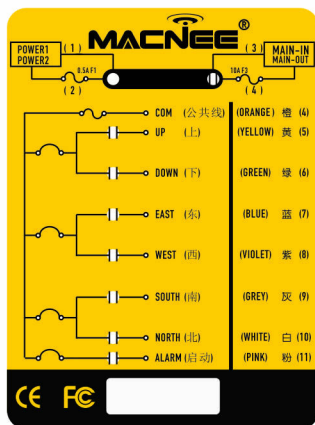 MACNEE®
POWER1 (1) (3) MAIN-IN
POWER2 MAIN-OUT
0.5A F1 10A F3
(2) (4)
COM (公共线) (ORANGE) 橙 (4)
UP (上) (YELLOW) 黄 (5)
DOWN (下) (GREEN) 绿 (6)
EAST (东) (BLUE) 蓝 (7)
WEST (西) (VIOLET) 紫 (8)
SOUTH (南) (GREY) 灰 (9)
NORTH (北) (WHITE) 白 (10)
ALARM (启动) (PINK) 粉 (11)
CE FC